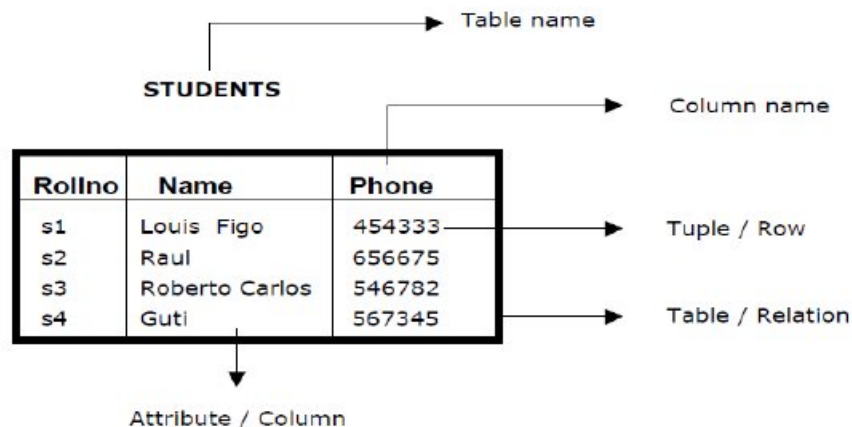 Table name
STUDENTS
Column name
Rollno Name Phone
s1 Louis Figo 454333
Tuple / Row
s2 Raul 656675
s3 Roberto Carlos 546782
s4 Guti 567345
Table / Relation
Attribute / Column